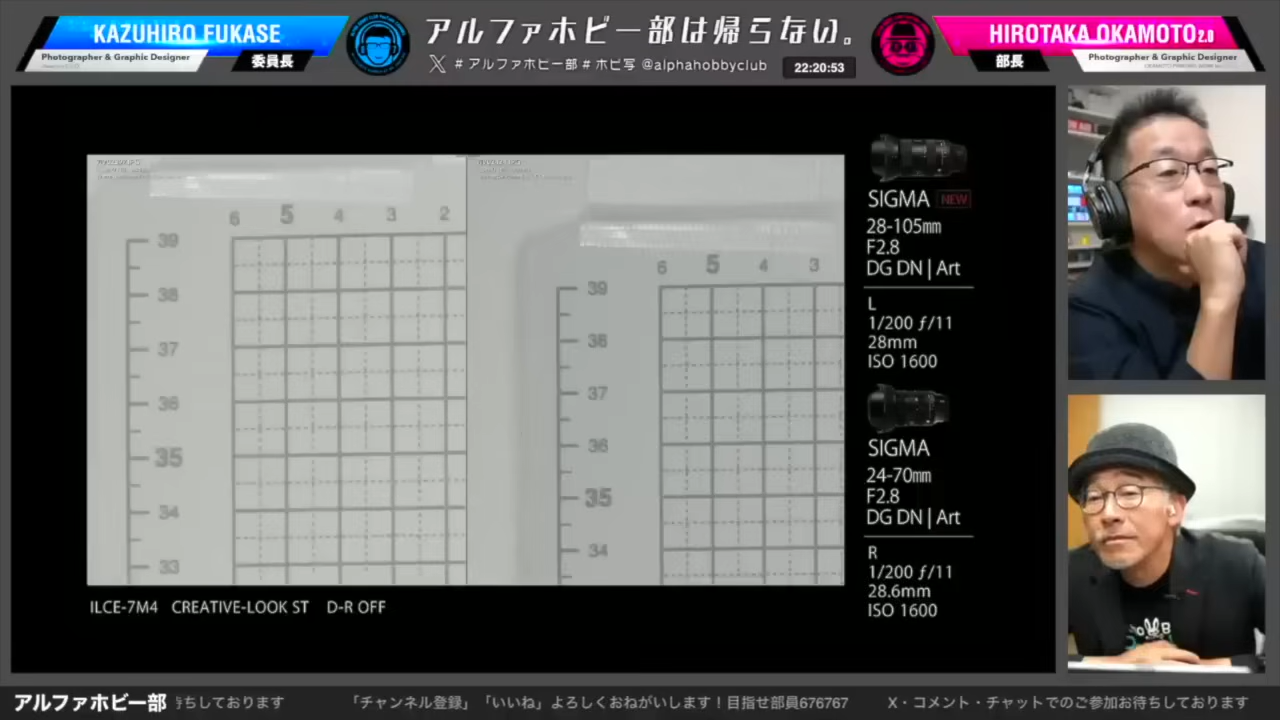 KAZUHIRO FUKASE
Photographer & Graphic Designer
委員長
アルファホビー部は帰らない。
X #アルファホビー部 #ホビ写 @alphahobbyclub
22:20:53
HIROTAKA OKAMOTO2.0
部長
Photographer & Graphic Designer
6 5 4 3 2
39
38
37
36
35
34
33
6 5 4 3
39
38
37
36
35
34
SIGMA NEW
28-105mm
F2.8
DG DN | Art
L
1/200 ƒ/11
28mm
ISO 1600
SIGMA
24-70mm
F2.8
DG DN | Art
R
1/200 ƒ/11
28.6mm
ISO 1600
ILCE-7M4 CREATIVE-LOOK ST D-R OFF
アルファホビー部
待ちしております 「チャンネル登録」「いいね」よろしくおねがいします！目指せ部員676767 X・コメント・チャットでのご参加お待ちしております